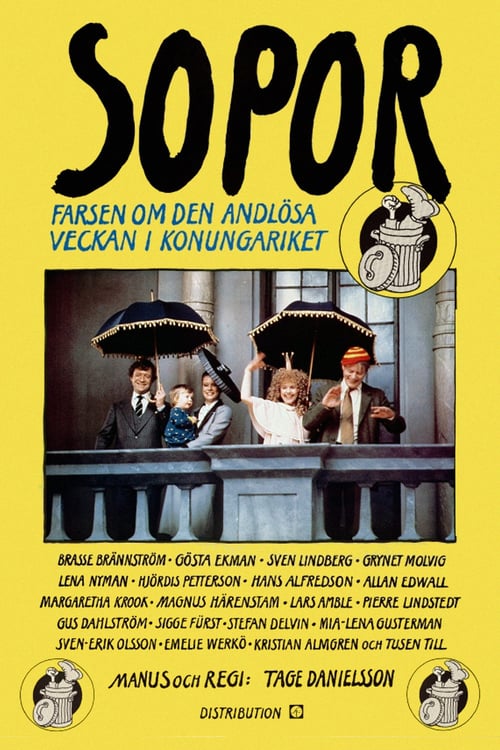 SOPOR
FARSEN OM DEN ANDLÖSA
VECKAN I KONUNGARIKET
BRASSE BRÄNNSTRÖM • GÖSTA EKMAN • SVEN LINDBERG • GRYNET MOLVIG
LENA NYMAN • HJÖRDIS PETTERSON • HANS ALFREDSON • ALLAN EDWALL
MARGARETHA KROOK • MAGNUS HÄRENSTAM • LARS AMBLE • PIERRE LINDSTEDT
GUS DAHLSTRÖM • SIGGE FÜRST • STEFAN DELVIN • MIA-LENA GUSTERMAN
SVEN-ERIK OLSSON • EMELIE WERKÖ • KRISTIAN ALMGREN OCH TUSEN TILL
MANUS OCH REGI: TAGE DANIELSSON
DISTRIBUTION